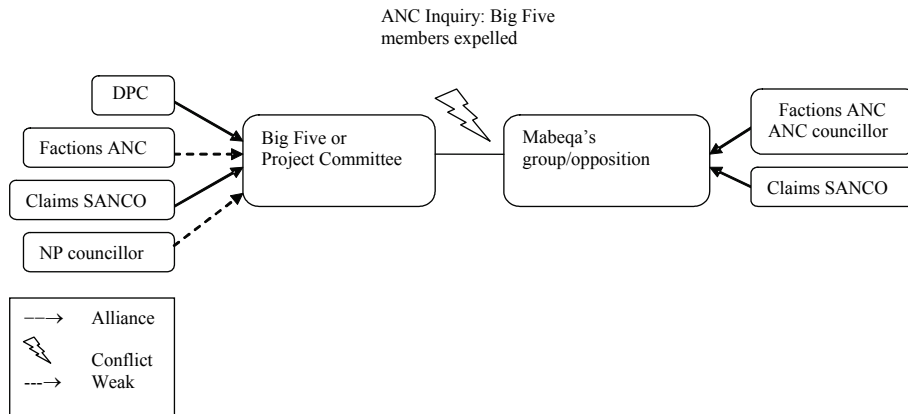 ANC Inquiry: Big Five
members expelled
DPC
Factions ANC
Claims SANCO
NP councillor
Big Five or
Project Committee
Mabeqa's
group/opposition
Factions ANC
ANC councillor
Claims SANCO
Alliance
Conflict
Weak